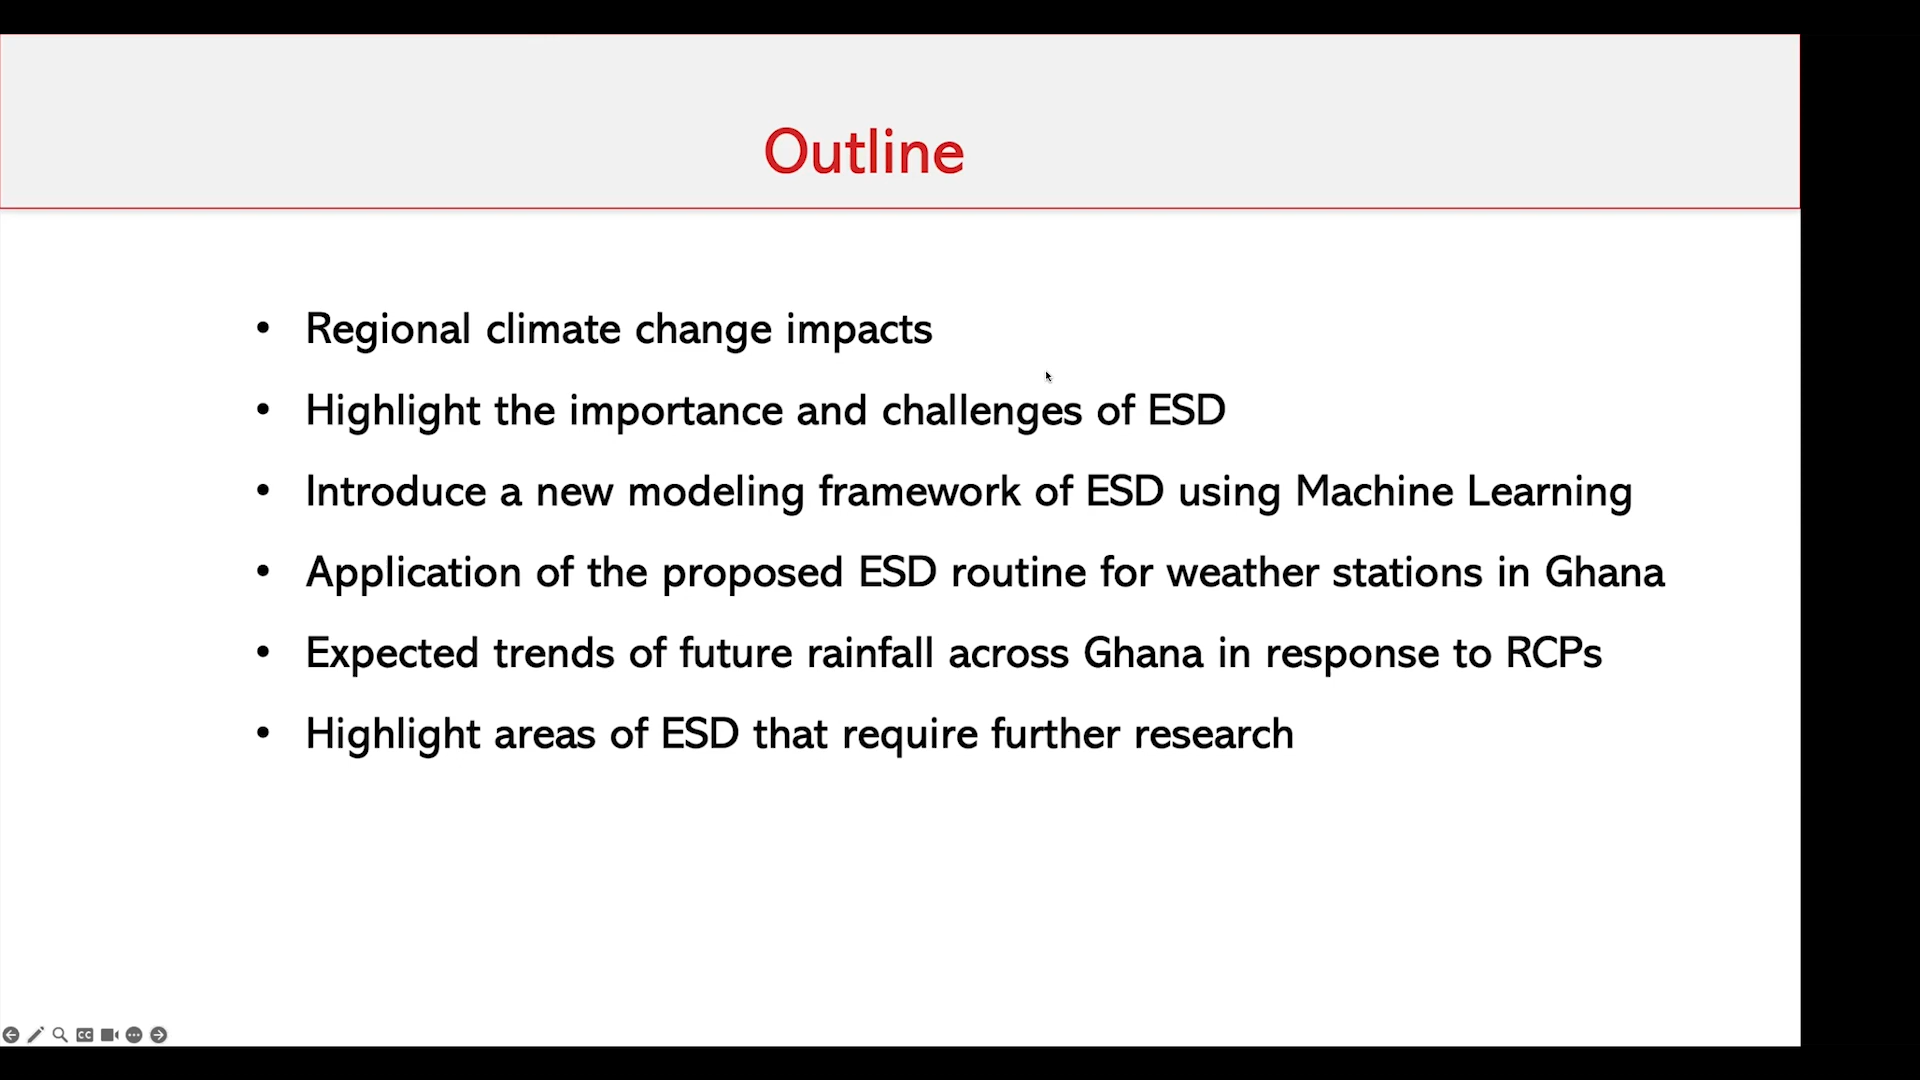 Outline
• Regional climate change impacts
• Highlight the importance and challenges of ESD
• Introduce a new modeling framework of ESD using Machine Learning
• Application of the proposed ESD routine for weather stations in Ghana
• Expected trends of future rainfall across Ghana in response to RCPs
• Highlight areas of ESD that require further research
CC